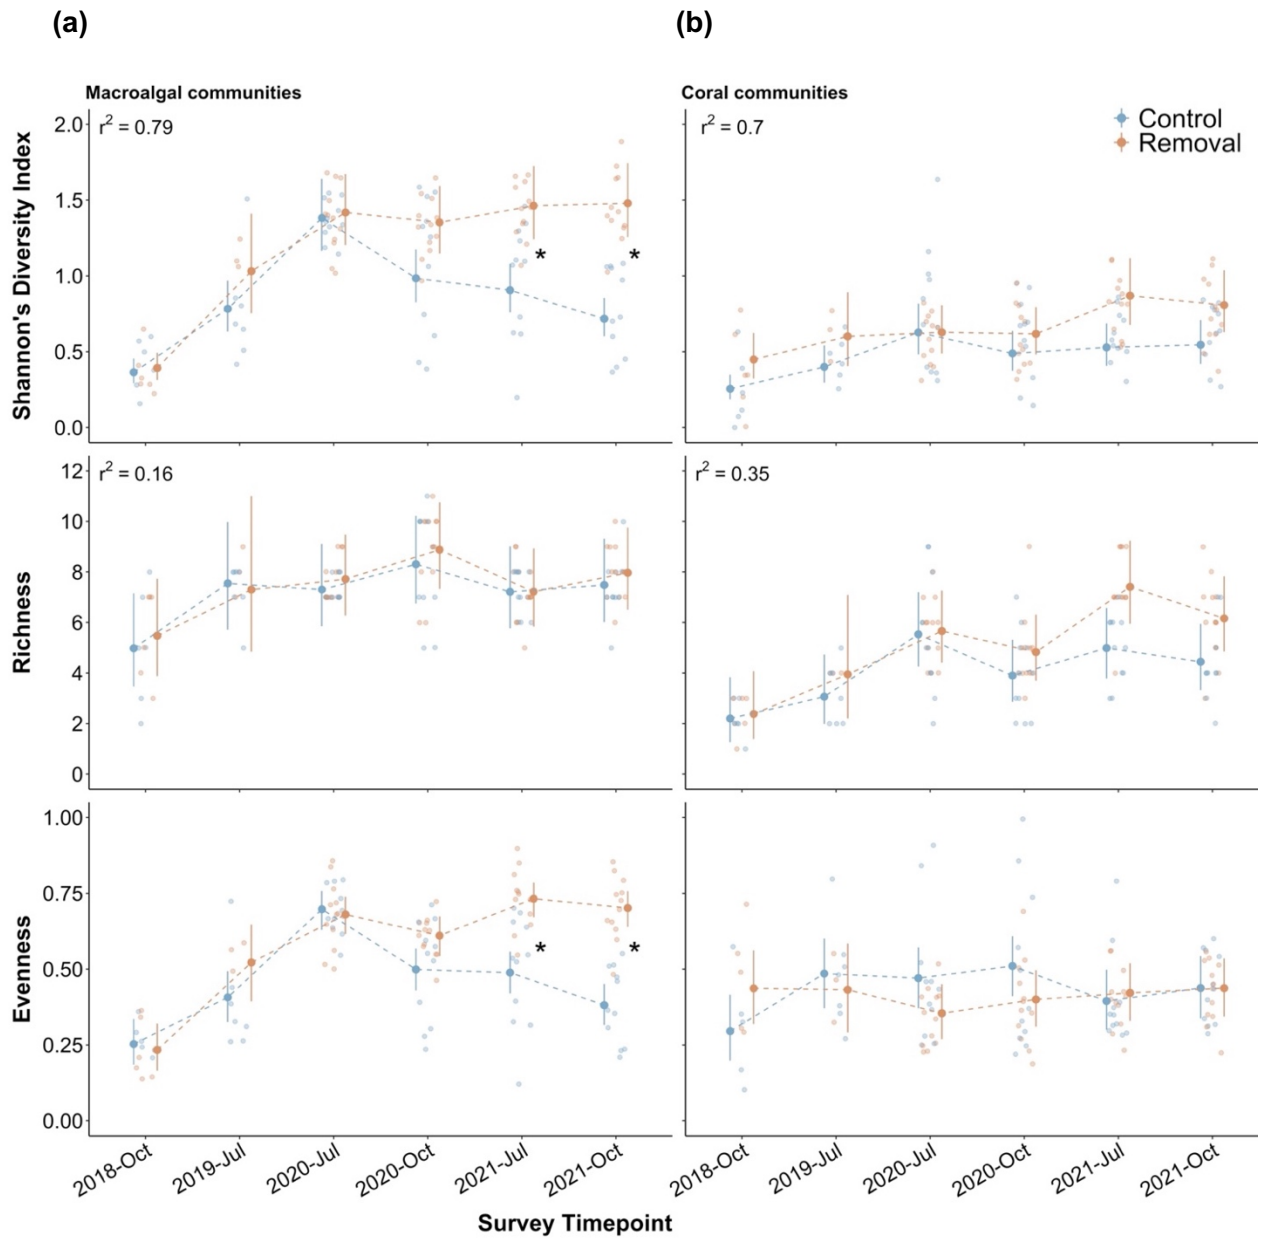 (a)
(b)
Macroalgal communities
Coral communities
r² = 0.79
r² = 0.7
Control
Removal
Shannon's Diversity Index
2.0
1.5
1.0
0.5
0.0
*
*
r² = 0.16
r² = 0.35
Richness
12
10
8
6
4
2
0
Evenness
1.00
0.75
0.50
0.25
0.00
*
*
2018-Oct
2019-Jul
2020-Jul
2020-Oct
2021-Jul
2021-Oct
2018-Oct
2019-Jul
2020-Jul
2020-Oct
2021-Jul
2021-Oct
Survey Timepoint